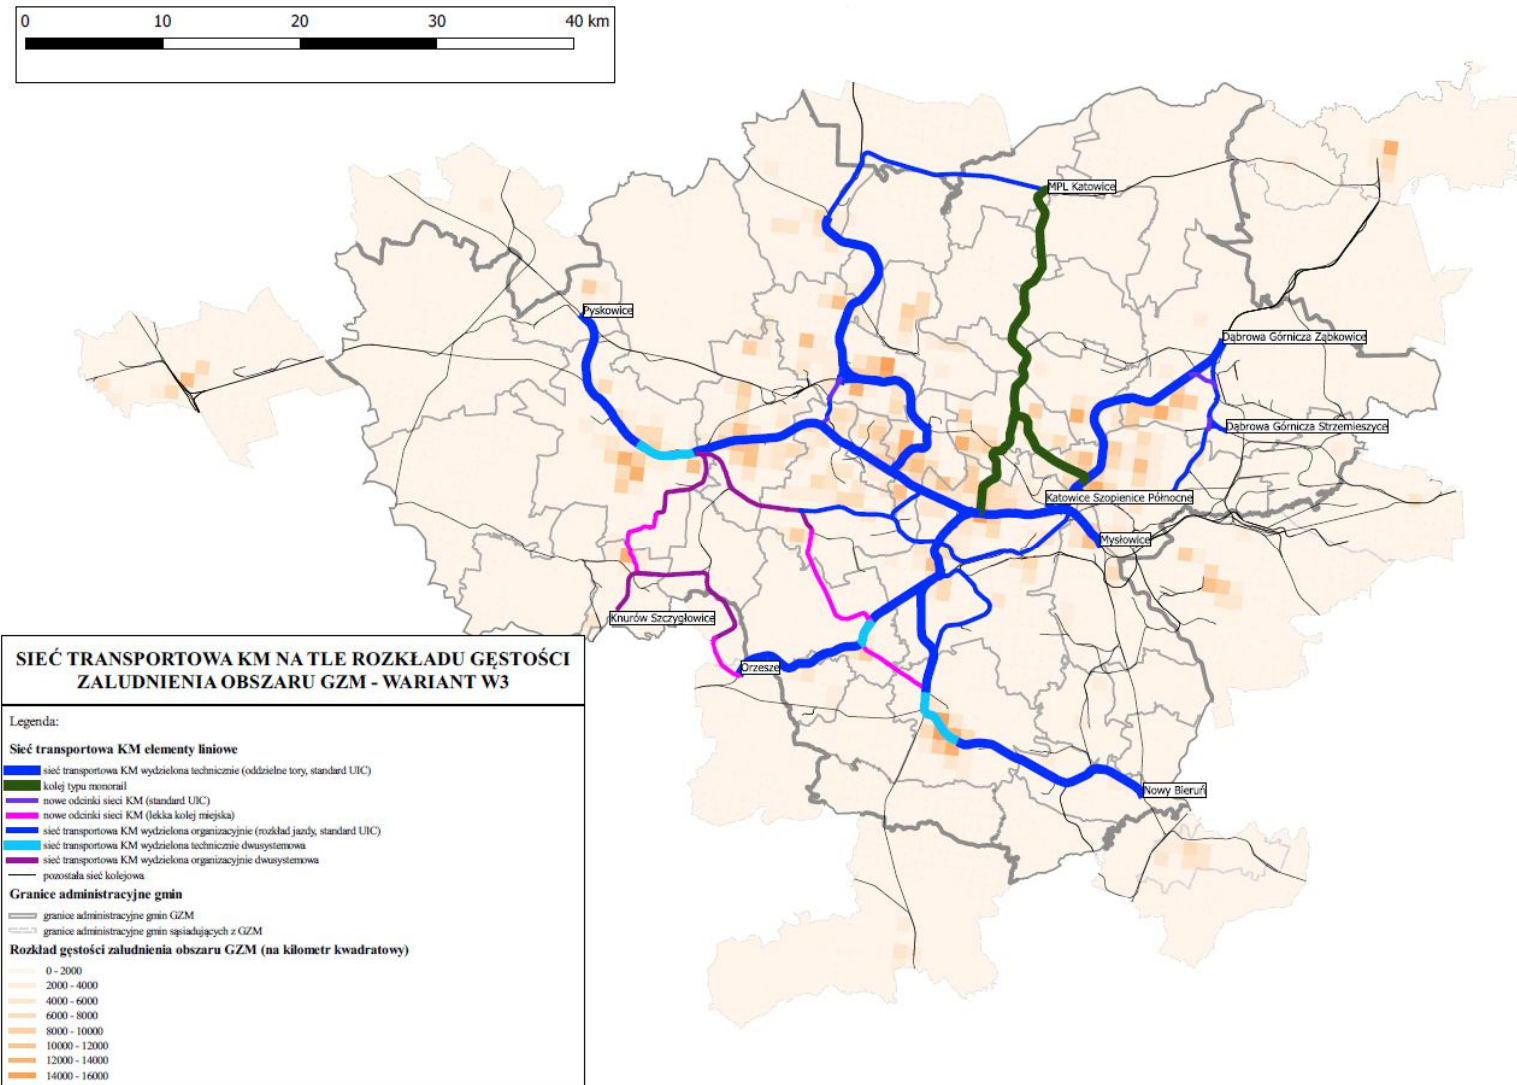 0 10 20 30 40 km
MPL Katowice
Pyskowice
Dąbrowa Górnicza Ząbkowice
Dąbrowa Górnicza Strzemieszyce
Katowice Szopienice Północne
Mysłowice
Knurów Szczygłowice
Orzesze
Nowy Bieruń
SIEĆ TRANSPORTOWA KM NA TLE ROZKŁADU GĘSTOŚCI
ZALUDNIENIA OBSZARU GZM - WARIANT W3
Legenda:
Sieć transportowa KM elementy liniowe
sieć transportowa KM wydzielona technicznie (oddzielne tory, standard UIC)
kolej typu monorail
nowe odcinki sieci KM (standard UIC)
nowe odcinki sieci KM (lekka kolej miejska)
sieć transportowa KM wydzielona organizacyjnie (rozkład jazdy, standard UIC)
sieć transportowa KM wydzielona technicznie dwusystemowa
sieć transportowa KM wydzielona organizacyjnie dwusystemowa
pozostała sieć kolejowa
Granice administracyjne gmin
granice administracyjne gmin GZM
granice administracyjne gmin sąsiadujących z GZM
Rozkład gęstości zaludnienia obszaru GZM (na kilometr kwadratowy)
0 - 2000
2000 - 4000
4000 - 6000
6000 - 8000
8000 - 10000
10000 - 12000
12000 - 14000
14000 - 16000